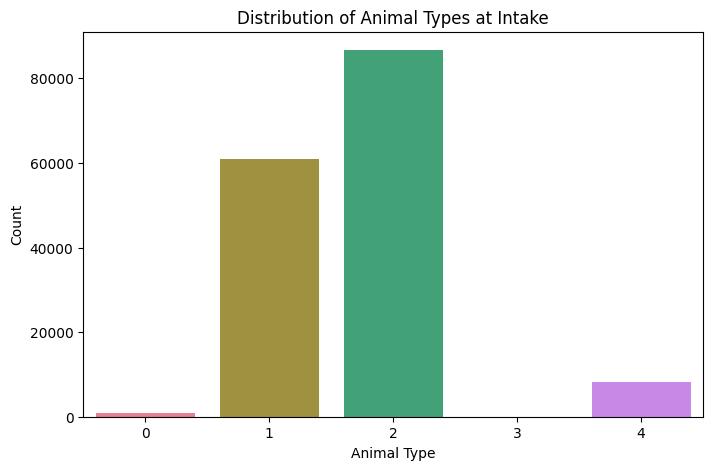 Distribution of Animal Types at Intake
Count
80000
60000
40000
20000
0
0 1 2 3 4
Animal Type